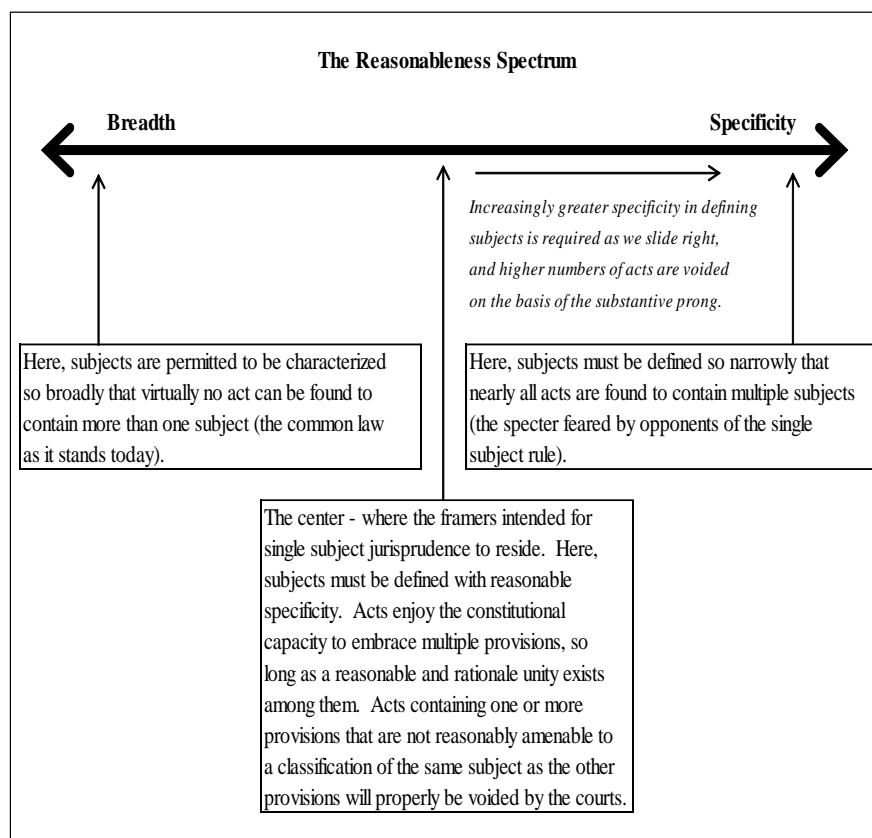 The Reasonableness Spectrum
Breadth
Specificity
Increasingly greater specificity in defining
subjects is required as we slide right,
and higher numbers of acts are voided
on the basis of the substantive prong.
Here, subjects are permitted to be characterized
so broadly that virtually no act can be found to
contain more than one subject (the common law
as it stands today).
Here, subjects must be defined so narrowly that
nearly all acts are found to contain multiple subjects
(the specter feared by opponents of the single
subject rule).
The center - where the framers intended for
single subject jurisprudence to reside. Here,
subjects must be defined with reasonable
specificity. Acts enjoy the constitutional
capacity to embrace multiple provisions, so
long as a reasonable and rationale unity exists
among them. Acts containing one or more
provisions that are not reasonably amenable to
a classification of the same subject as the other
provisions will properly be voided by the courts.